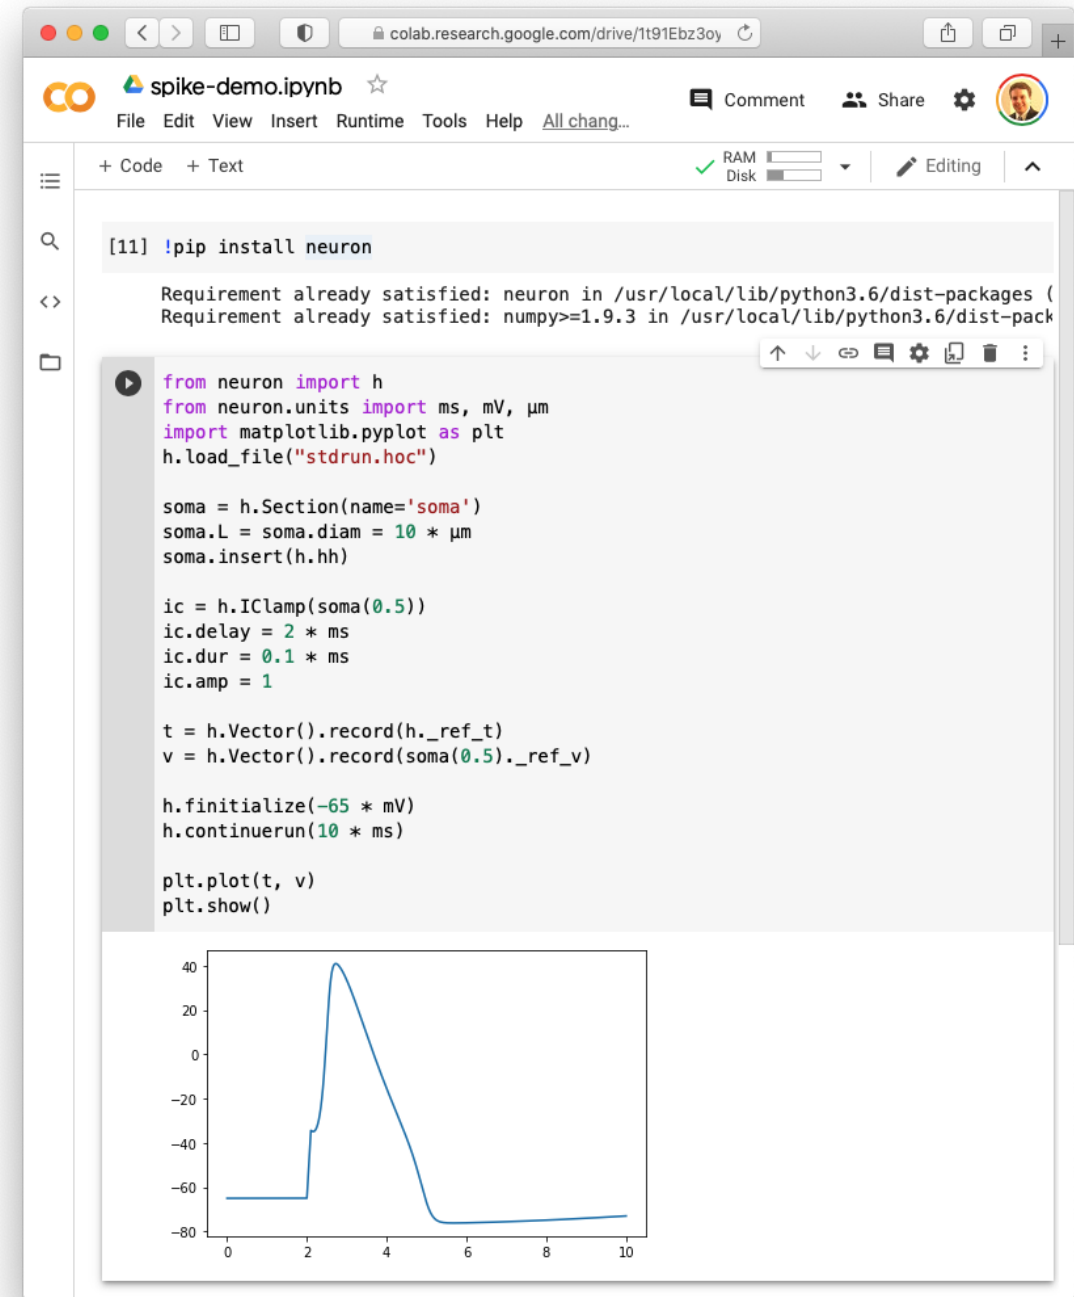 colab.research.google.com/drive/1t91Ebz3oy
spike-demo.ipynb
Comment
Share
File Edit View Insert Runtime Tools Help All chang...
+ Code + Text
RAM
Disk
Editing
[11] !pip install neuron
Requirement already satisfied: neuron in /usr/local/lib/python3.6/dist-packages (
Requirement already satisfied: numpy>=1.9.3 in /usr/local/lib/python3.6/dist-pack
from neuron import h
from neuron.units import ms, mV, µm
import matplotlib.pyplot as plt
h.load_file("stdrun.hoc")
soma = h.Section(name='soma')
soma.L = soma.diam = 10 * µm
soma.insert(h.hh)
ic = h.IClamp(soma(0.5))
ic.delay = 2 * ms
ic.dur = 0.1 * ms
ic.amp = 1
t = h.Vector().record(h._ref_t)
v = h.Vector().record(soma(0.5)._ref_v)
h.finitialize(-65 * mV)
h.continuerun(10 * ms)
plt.plot(t, v)
plt.show()
40
20
0
−20
−40
−60
−80
0 2 4 6 8 10